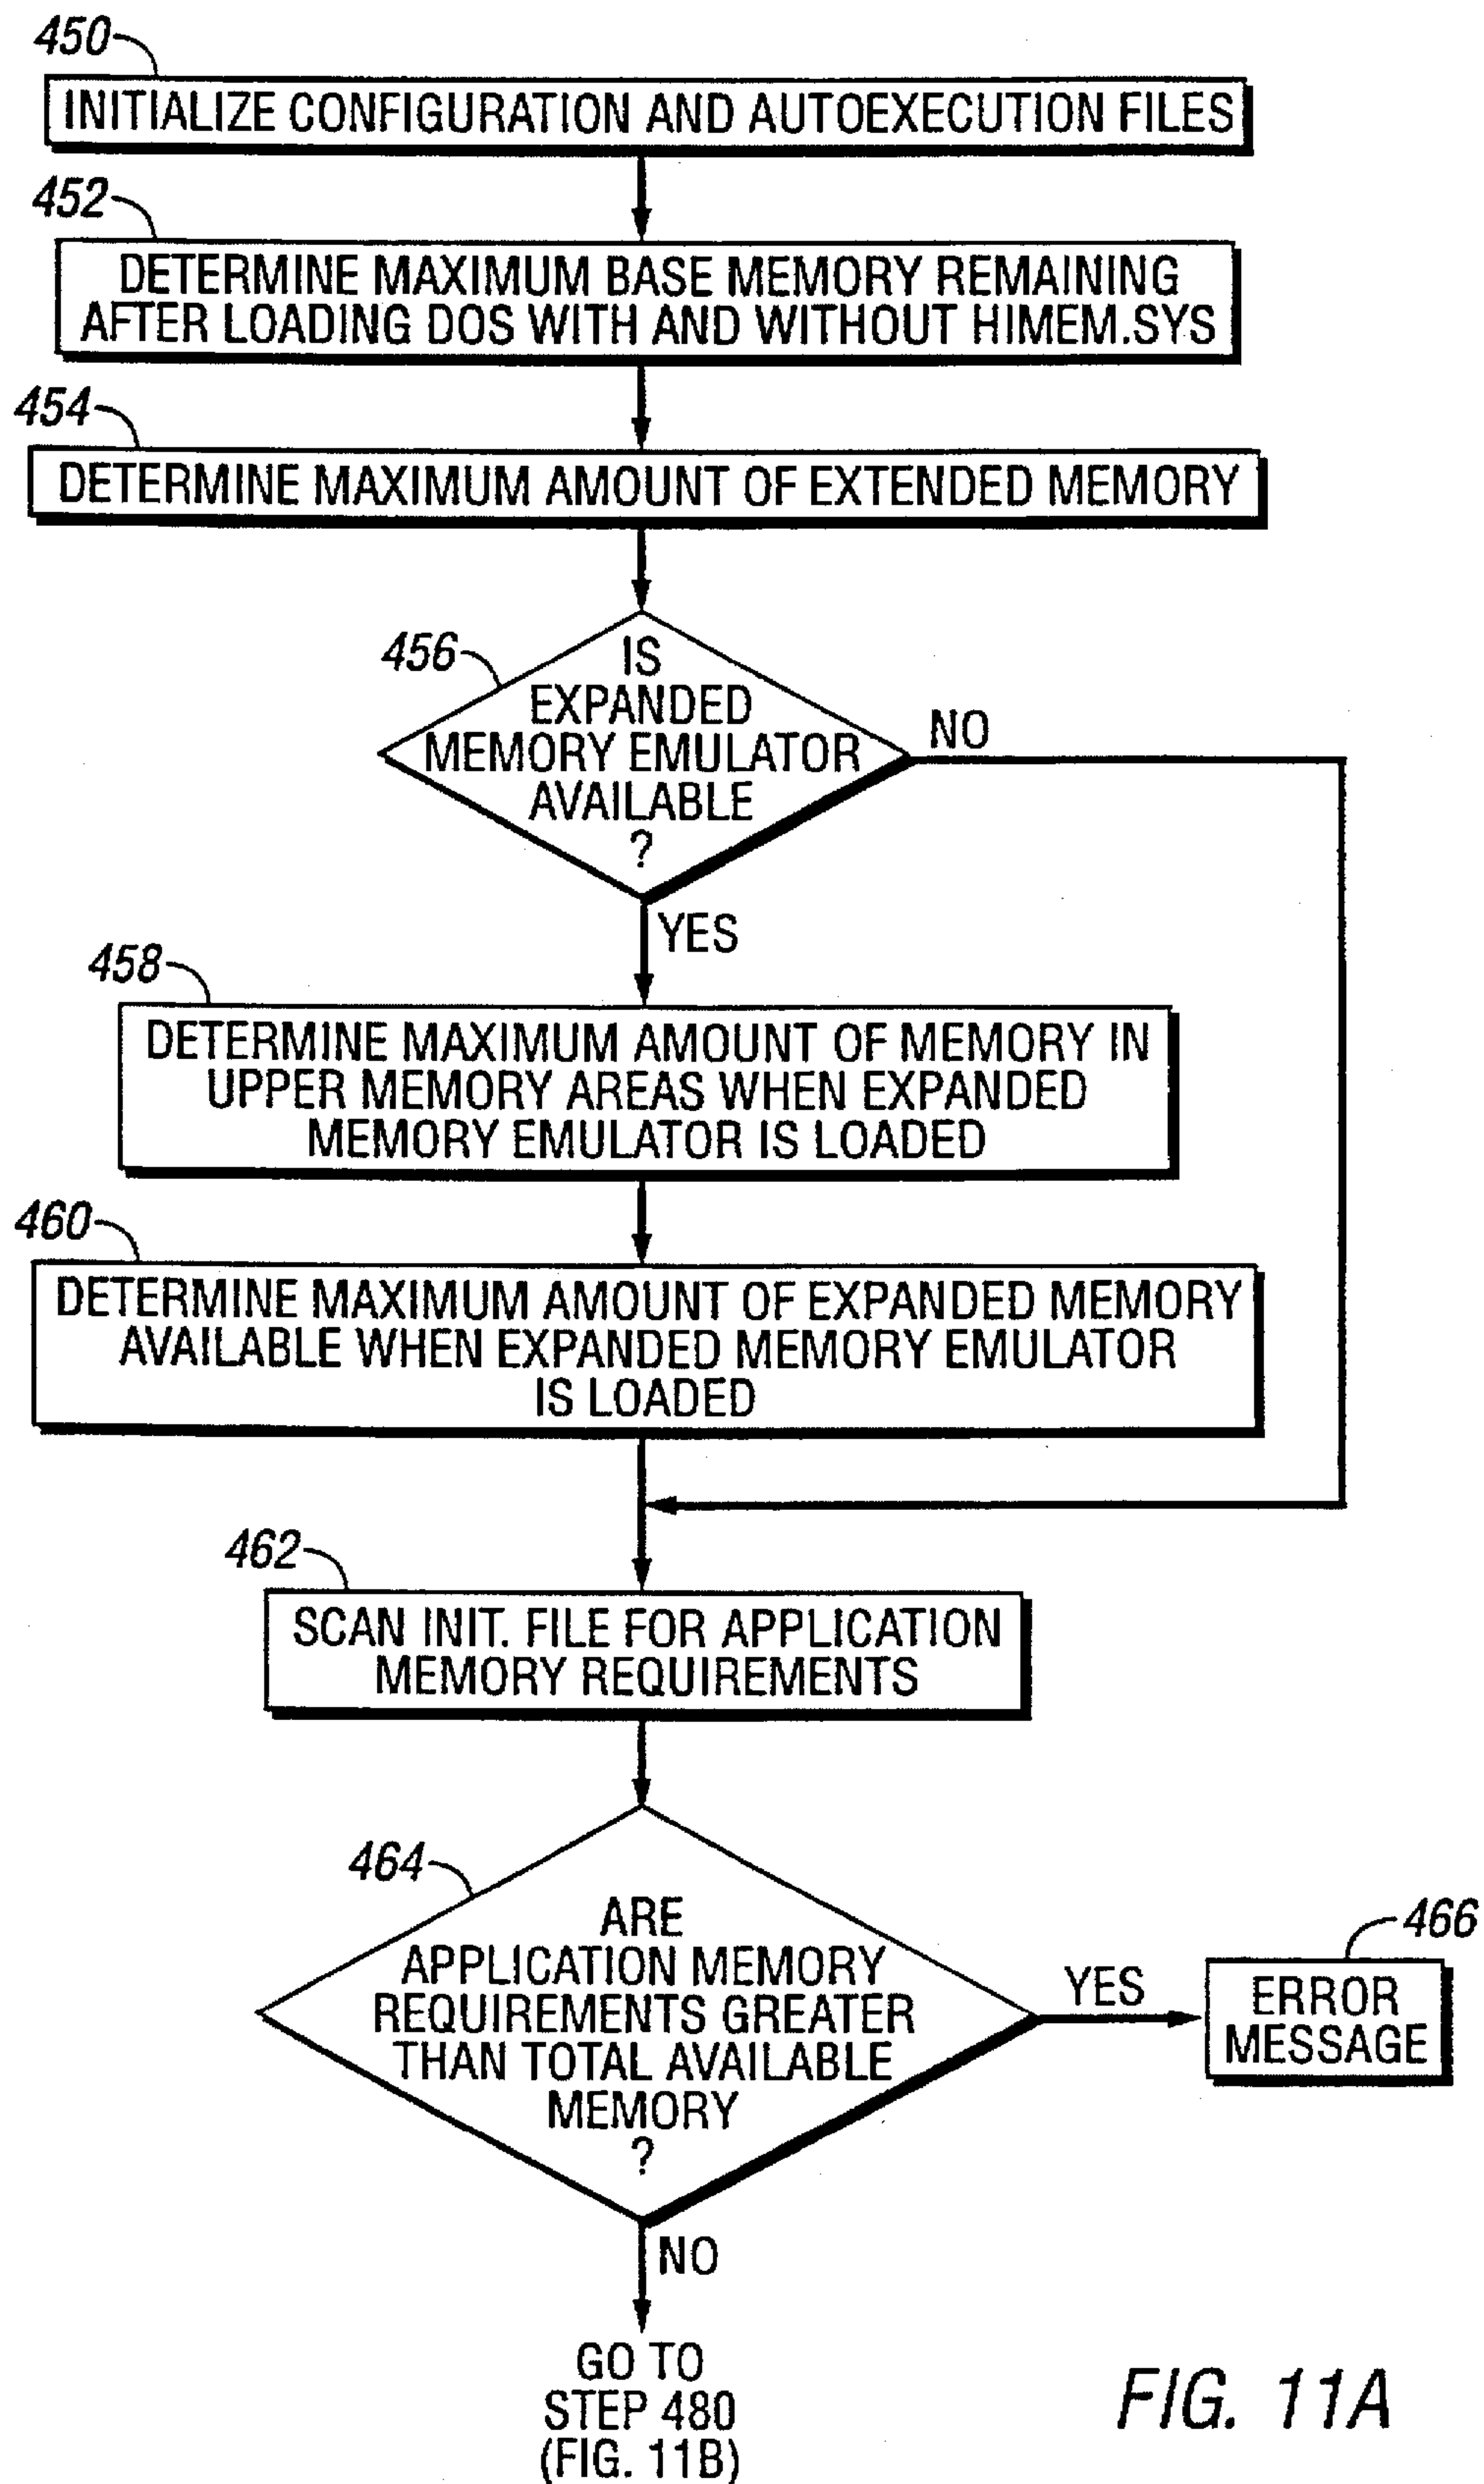 450
INITIALIZE CONFIGURATION AND AUTOEXECUTION FILES
452
DETERMINE MAXIMUM BASE MEMORY REMAINING
AFTER LOADING DOS WITH AND WITHOUT HIMEM.SYS
454
DETERMINE MAXIMUM AMOUNT OF EXTENDED MEMORY
456
IS
EXPANDED
MEMORY EMULATOR
AVAILABLE
?
NO
YES
458
DETERMINE MAXIMUM AMOUNT OF MEMORY IN
UPPER MEMORY AREAS WHEN EXPANDED
MEMORY EMULATOR IS LOADED
460
DETERMINE MAXIMUM AMOUNT OF EXPANDED MEMORY
AVAILABLE WHEN EXPANDED MEMORY EMULATOR
IS LOADED
462
SCAN INIT. FILE FOR APPLICATION
MEMORY REQUIREMENTS
464
ARE
APPLICATION MEMORY
REQUIREMENTS GREATER
THAN TOTAL AVAILABLE
MEMORY
?
YES
466
ERROR
MESSAGE
NO
GO TO
STEP 480
(FIG. 11B)
FIG. 11A